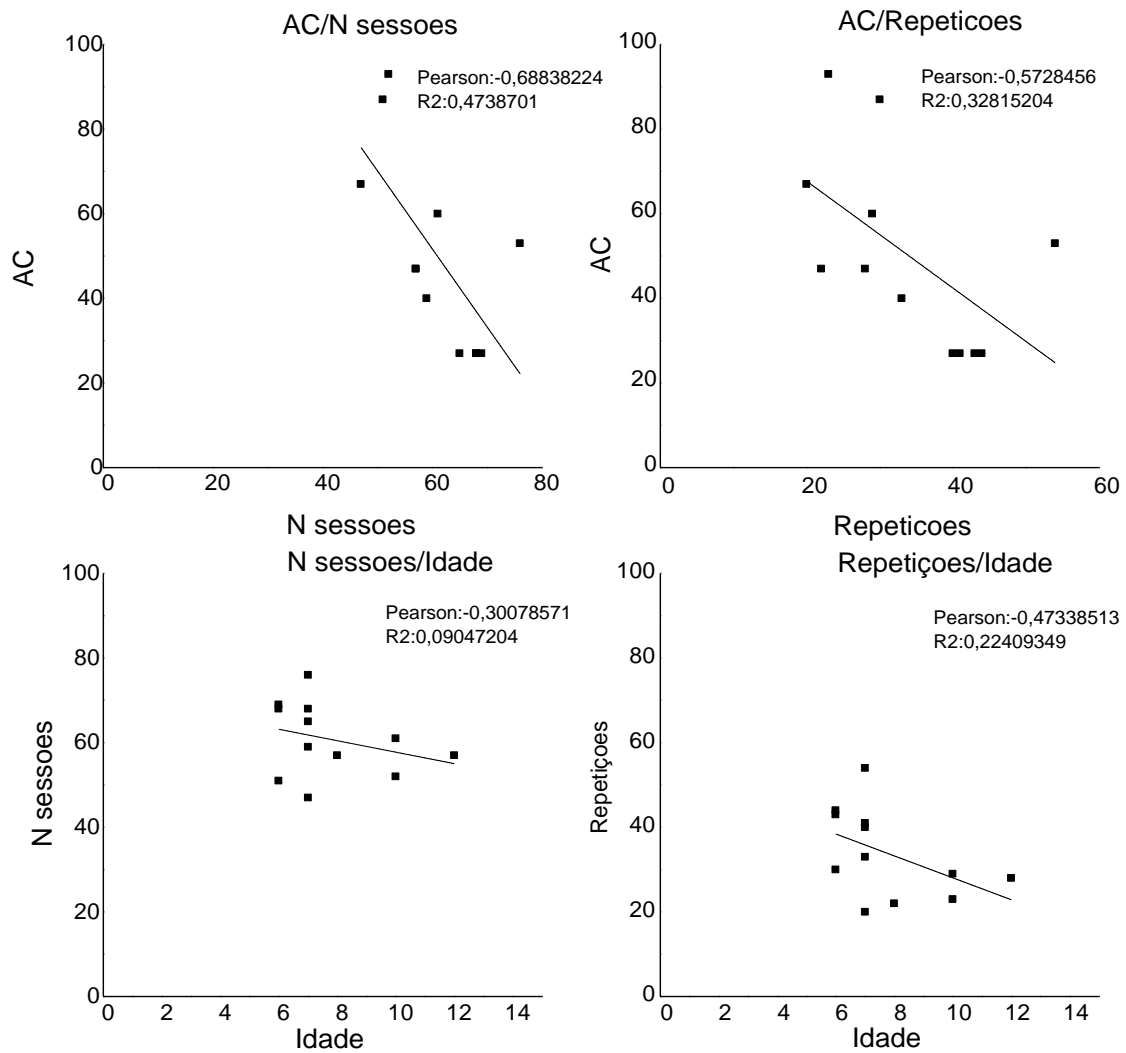 AC/N sessoes
100
80
60
40
20
0
AC
Pearson:-0,68838224
R2:0,4738701
0 20 40 60 80
N sessoes
AC/Repeticoes
100
80
60
40
20
0
AC
Pearson:-0,5728456
R2:0,32815204
0 20 40 60
Repeticoes
N sessoes/Idade
100
80
60
40
20
0
N sessoes
Pearson:-0,30078571
R2:0,09047204
0 2 4 6 8 10 12 14
Idade
Repetiçoes/Idade
100
80
60
40
20
0
Repetiçoes
Pearson:-0,47338513
R2:0,22409349
0 2 4 6 8 10 12 14
Idade